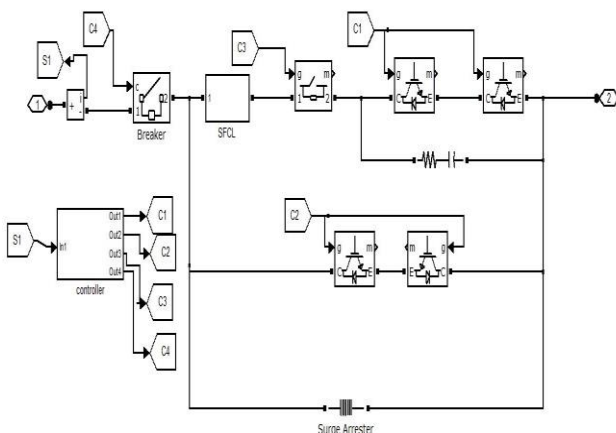 C4
S1
C3
C1
1
+
-
i
c
1
2
Breaker
1
SFCL
g
m
1
2
g
m
C
E
g
m
C
E
2
S1
In1
Out1
Out2
Out3
Out4
controller
C1
C2
C3
C4
C2
g
m
C
E
m
g
E
C
Surge Arrester